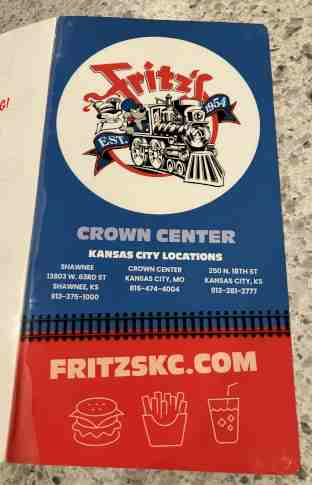 G!
Fritz's
EST. 1954
CROWN CENTER
KANSAS CITY LOCATIONS
SHAWNEE
13803 W. 63RD ST
SHAWNEE, KS
913-375-1000
CROWN CENTER
KANSAS CITY, MO
816-474-4004
250 N. 18TH ST
KANSAS CITY, KS
913-281-2777
FRITZSKC.COM